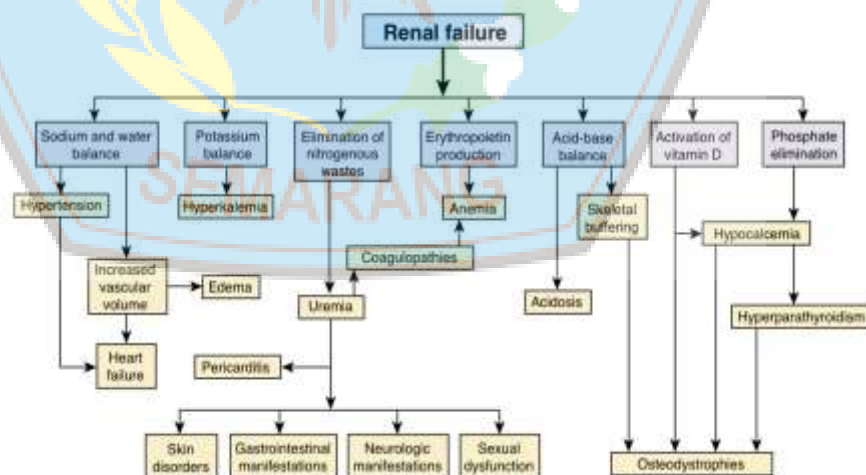 Renal failure
Sodium and water
balance
Potassium
balance
Elimination of
nitrogenous
wastes
Erythropoietin
production
Acid-base
balance
Activation of
vitamin D
Phosphate
elimination
Hypertension
Hyperkalemia
SEMARANG
Anemia
Skeletal
buffering
Hypocalcemia
Coagulopathies
Increased
vascular
volume
Edema
Uremia
Acidosis
Hyperparathyroidism
Heart
failure
Pericarditis
Skin
disorders
Gastrointestinal
manifestations
Neurologic
manifestations
Sexual
dysfunction
Osteodystrophies